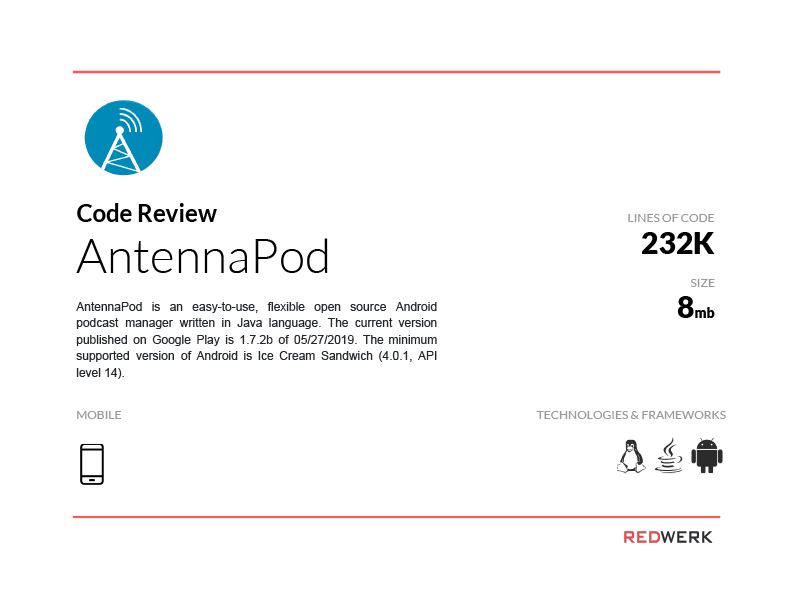 Code Review
AntennaPod
AntennaPod is an easy-to-use, flexible open source Android
podcast manager written in Java language. The current version
published on Google Play is 1.7.2b of 05/27/2019. The minimum
supported version of Android is Ice Cream Sandwich (4.0.1, API
level 14).
LINES OF CODE
232K
SIZE
8mb
MOBILE
TECHNOLOGIES & FRAMEWORKS
REDWERK